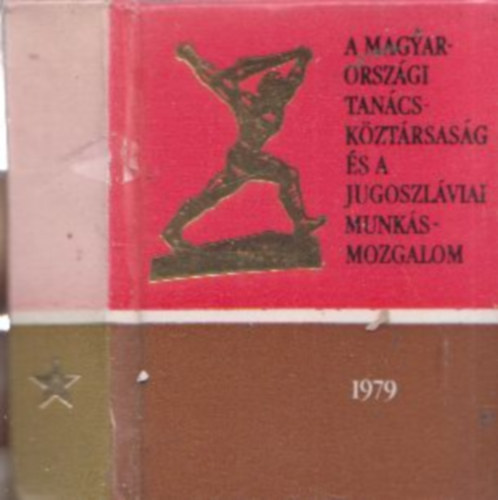 A MAGYAR-
ORSZÁGI
TANÁCS-
KÖZTÁRSASÁG
ÉS A
JUGOSZLÁVIAI
MUNKÁS-
MOZGALOM
1979